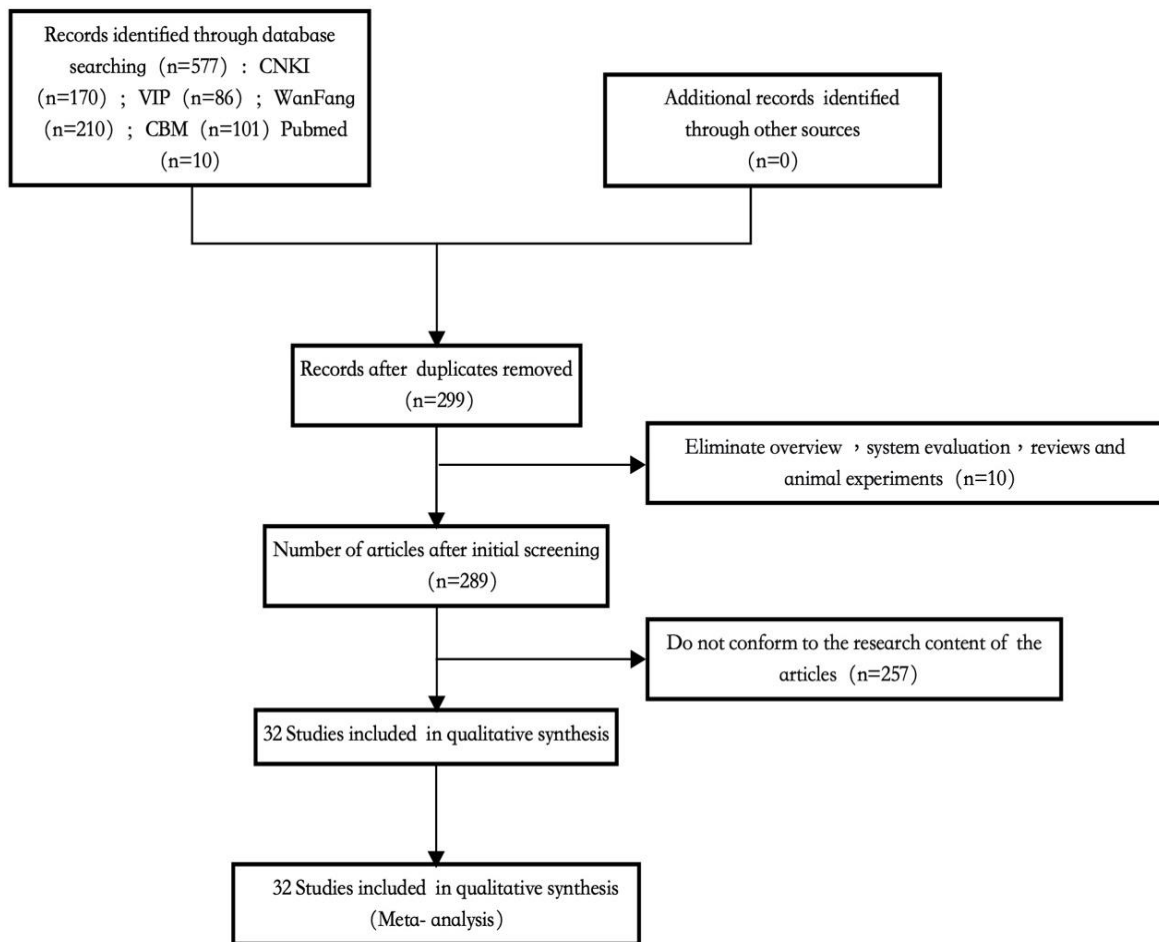 Records identified through database
searching (n=577) : CNKI
(n=170) ; VIP (n=86) ; WanFang
(n=210) ; CBM (n=101) Pubmed
(n=10)
Additional records identified
through other sources
(n=0)
Records after duplicates removed
(n=299)
Eliminate overview , system evaluation , reviews and
animal experiments (n=10)
Number of articles after initial screening
(n=289)
Do not conform to the research content of the
articles (n=257)
32 Studies included in qualitative synthesis
32 Studies included in qualitative synthesis
(Meta- analysis)